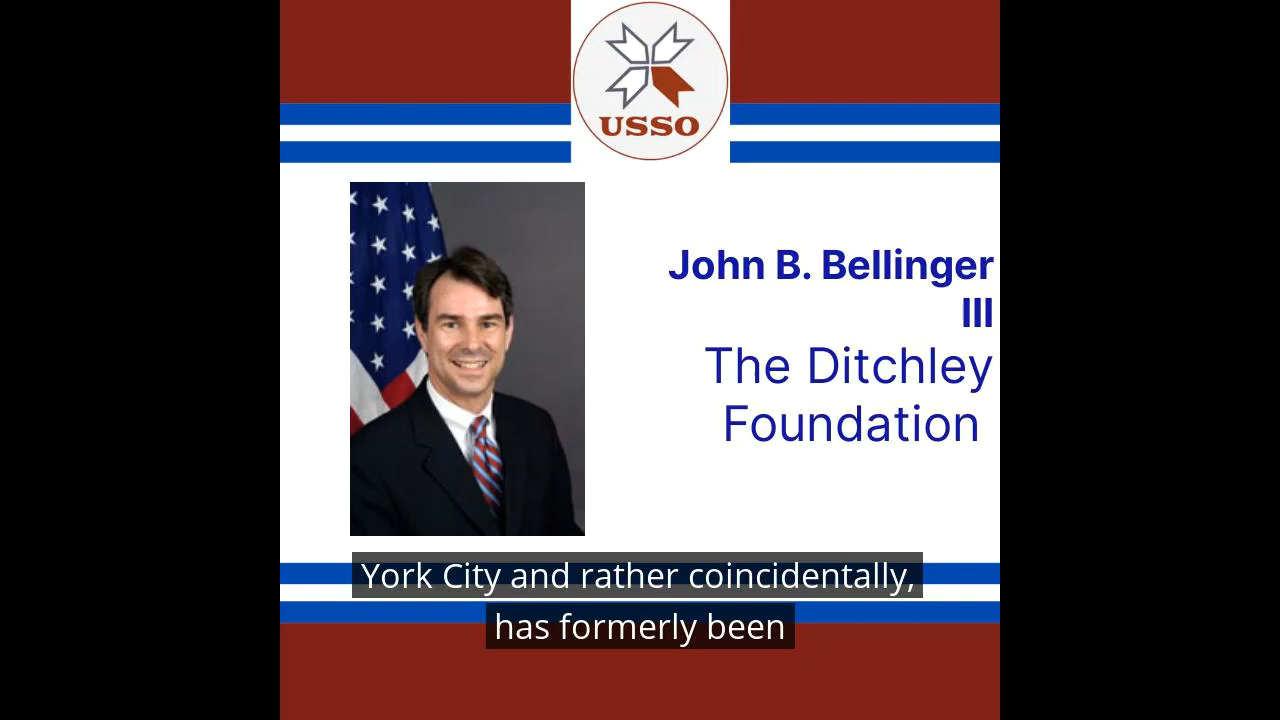 USSO
John B. Bellinger
III
The Ditchley
Foundation
York City and rather coincidentally,
has formerly been